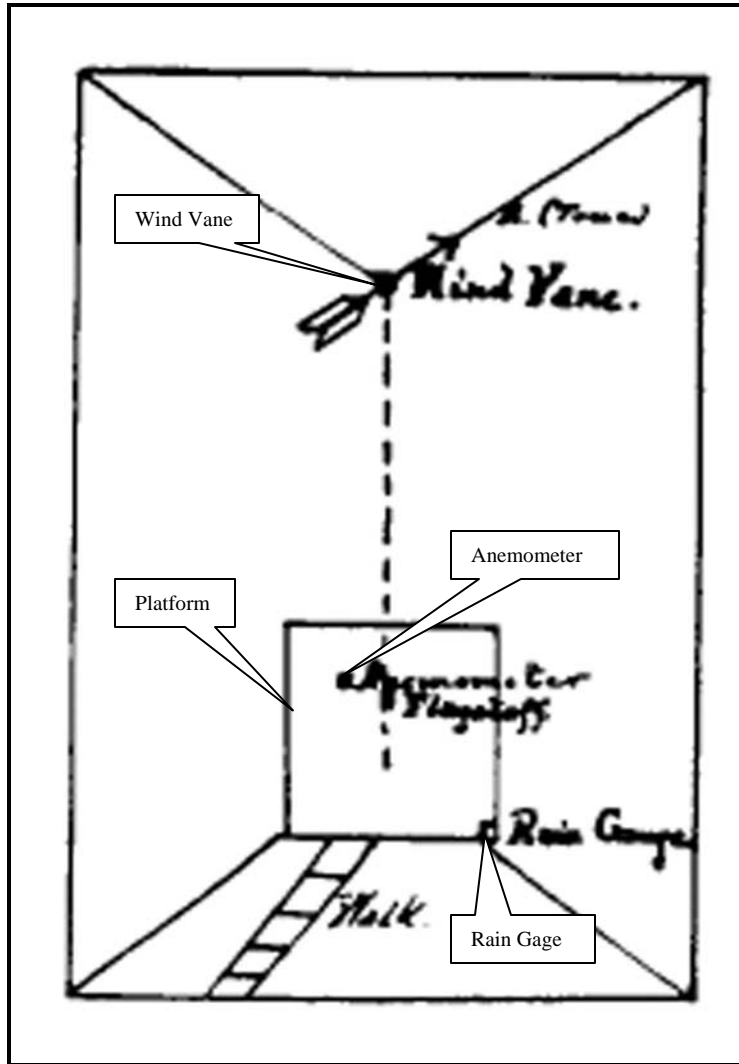 Wind Vane
Wind Vane.
Anemometer
Platform
Anemometer
Flagstaff
Rain Gauge
Walk.
Rain Gage